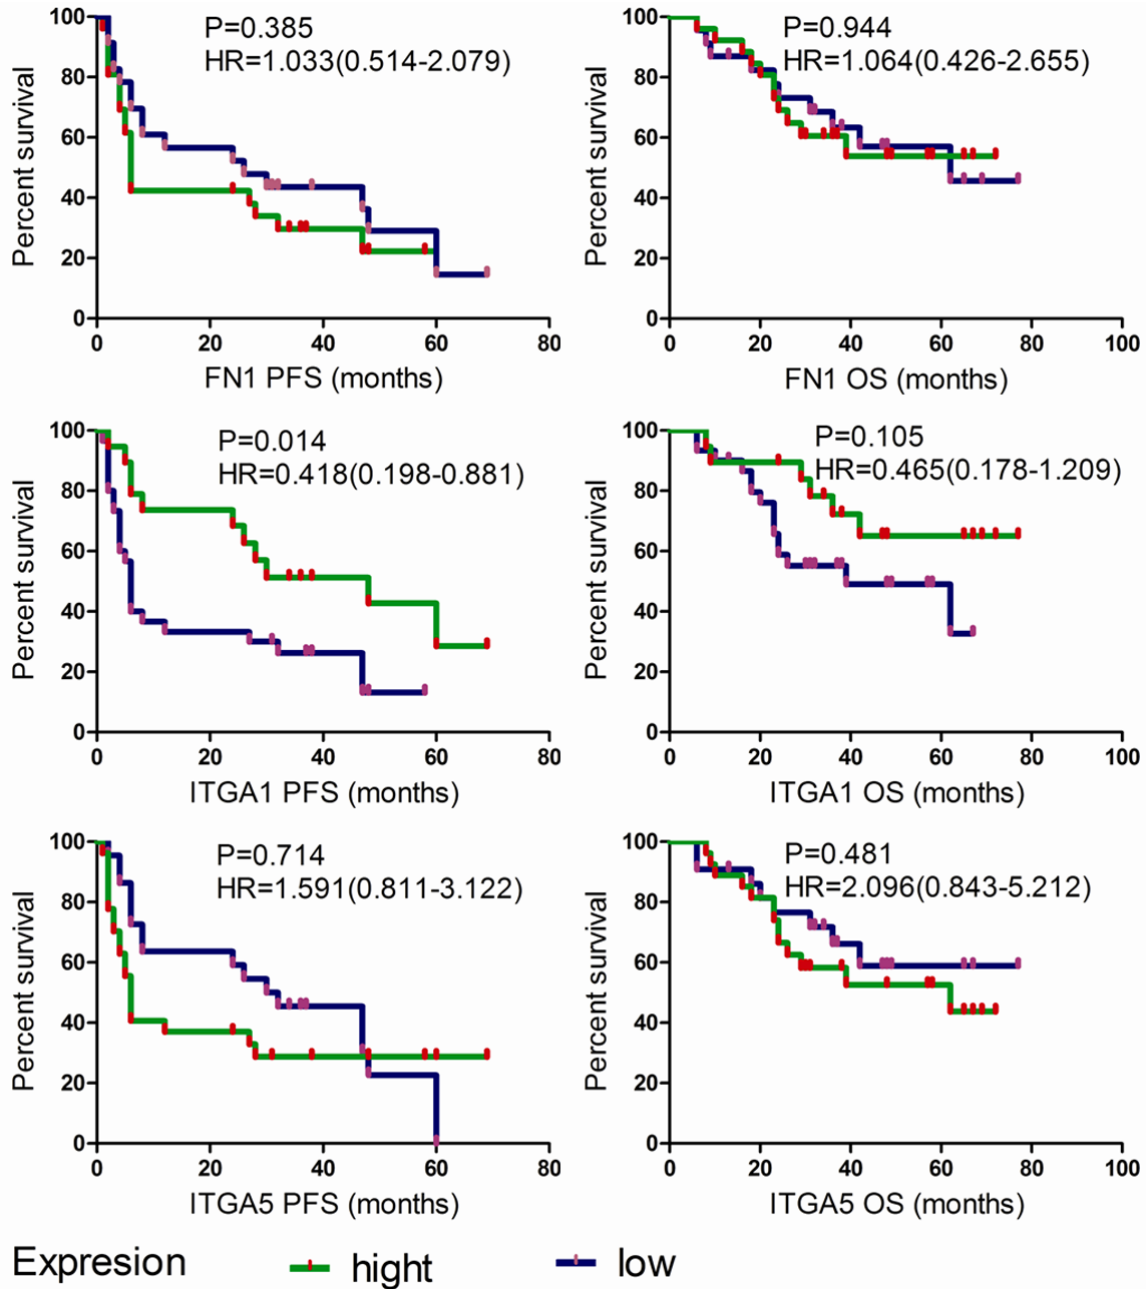 P=0.385
HR=1.033(0.514-2.079)
Percent survival
100
80
60
40
20
0
0 20 40 60 80
FN1 PFS (months)
P=0.944
HR=1.064(0.426-2.655)
Percent survival
100
80
60
40
20
0
0 20 40 60 80 100
FN1 OS (months)
P=0.014
HR=0.418(0.198-0.881)
Percent survival
100
80
60
40
20
0
0 20 40 60 80
ITGA1 PFS (months)
P=0.105
HR=0.465(0.178-1.209)
Percent survival
100
80
60
40
20
0
0 20 40 60 80 100
ITGA1 OS (months)
P=0.714
HR=1.591(0.811-3.122)
Percent survival
100
80
60
40
20
0
0 20 40 60 80
ITGA5 PFS (months)
P=0.481
HR=2.096(0.843-5.212)
Percent survival
100
80
60
40
20
0
0 20 40 60 80 100
ITGA5 OS (months)
Expresion hight low